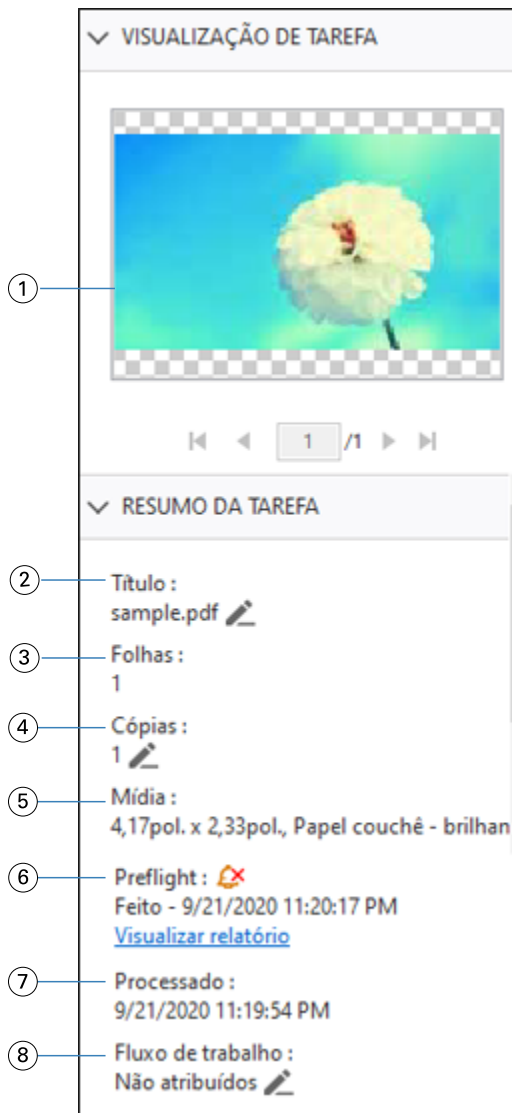 VISUALIZAÇÃO DE TAREFA
1
1 /1
RESUMO DA TAREFA
2
Título :
sample.pdf
3
Folhas :
1
4
Cópias :
1
5
Mídia :
4,17pol. x 2,33pol., Papel couchê - brilhan
6
Preflight :
Feito - 9/21/2020 11:20:17 PM
Visualizar relatório
7
Processado :
9/21/2020 11:19:54 PM
8
Fluxo de trabalho :
Não atribuídos